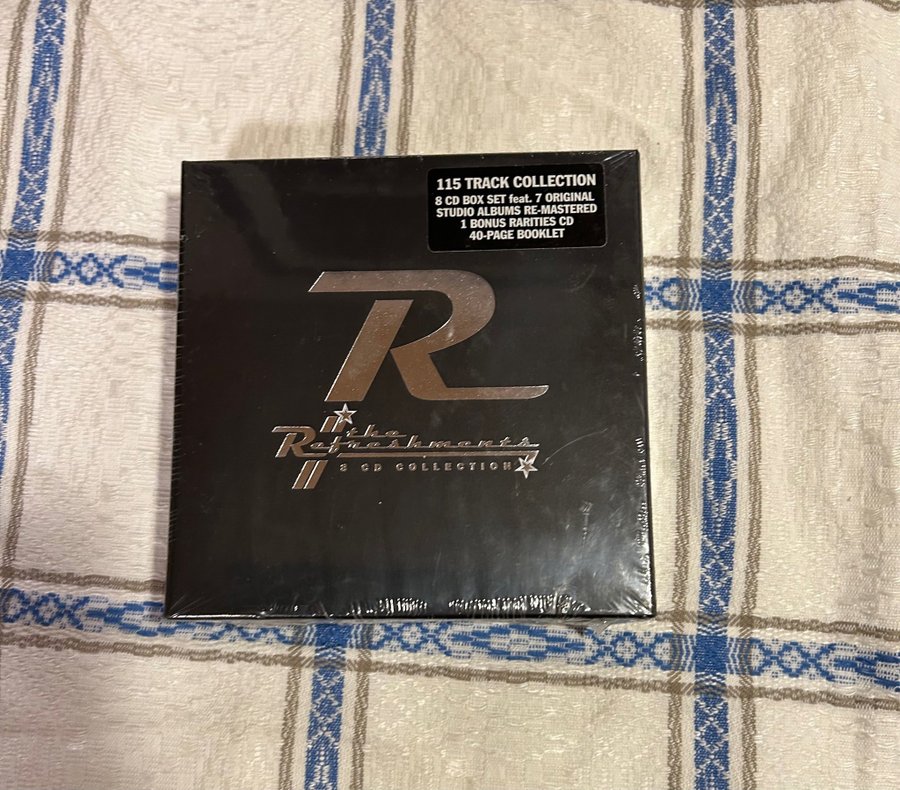 115 TRACK COLLECTION
8 CD BOX SET feat. 7 ORIGINAL
STUDIO ALBUMS RE-MASTERED
1 BONUS RARITIES CD
40-PAGE BOOKLET
R
the
Refreshments
8 CD COLLECTION